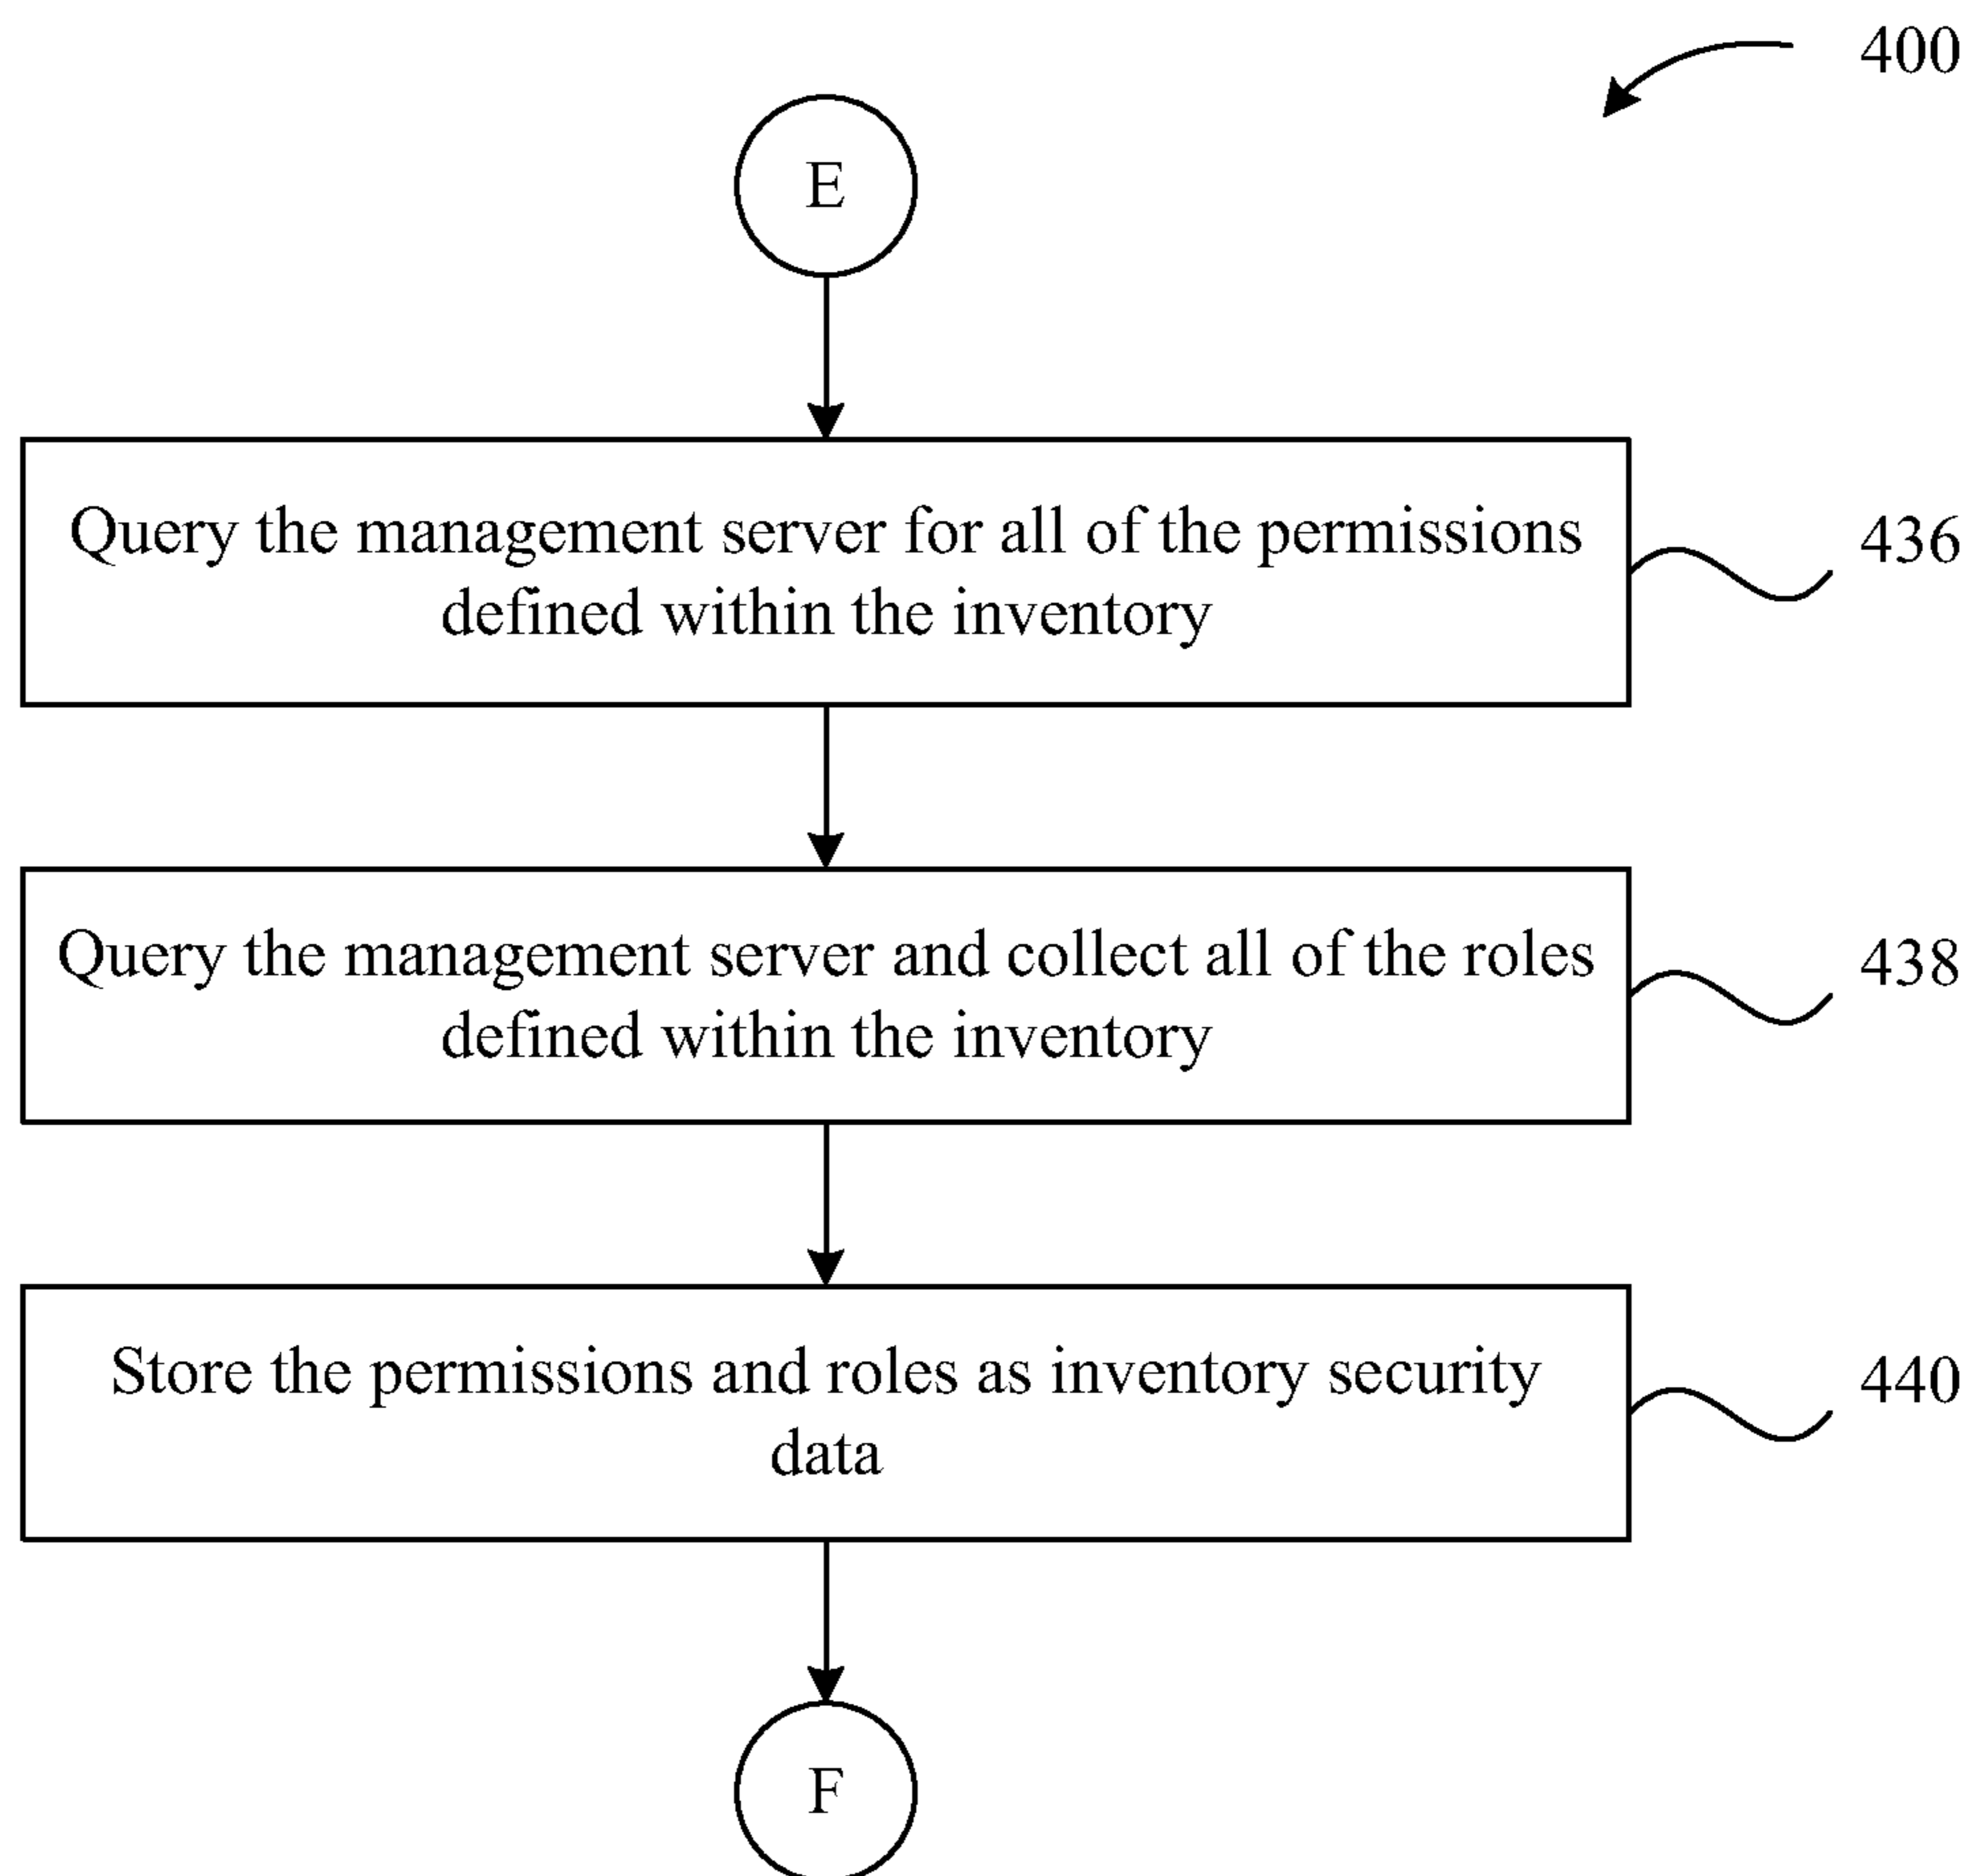 400
E
Query the management server for all of the permissions
defined within the inventory
436
Query the management server and collect all of the roles
defined within the inventory
438
Store the permissions and roles as inventory security
data
440
F